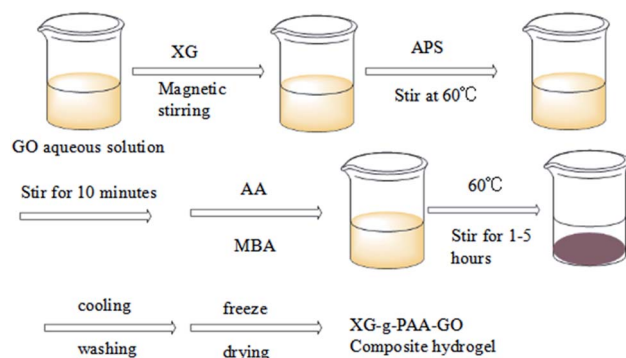 XG
Magnetic
stirring
APS
Stir at 60℃
GO aqueous solution
Stir for 10 minutes
AA
MBA
60℃
Stir for 1-5
hours
cooling
washing
freeze
drying
XG-g-PAA-GO
Composite hydrogel